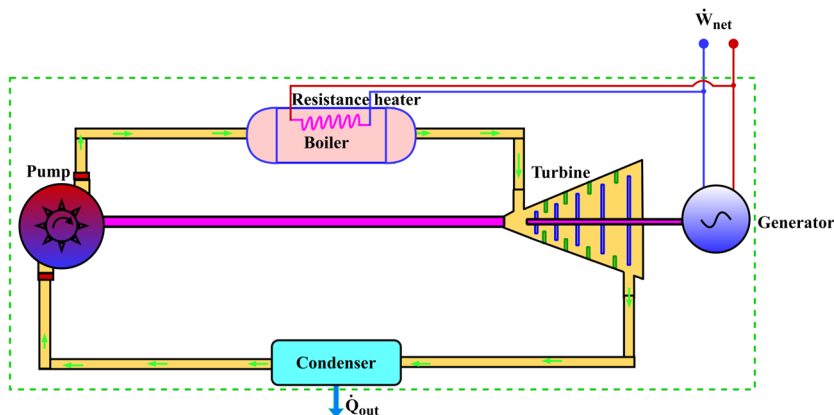 Ẇnet
Resistance heater
Boiler
Pump
Turbine
Generator
Condenser
Q̇out